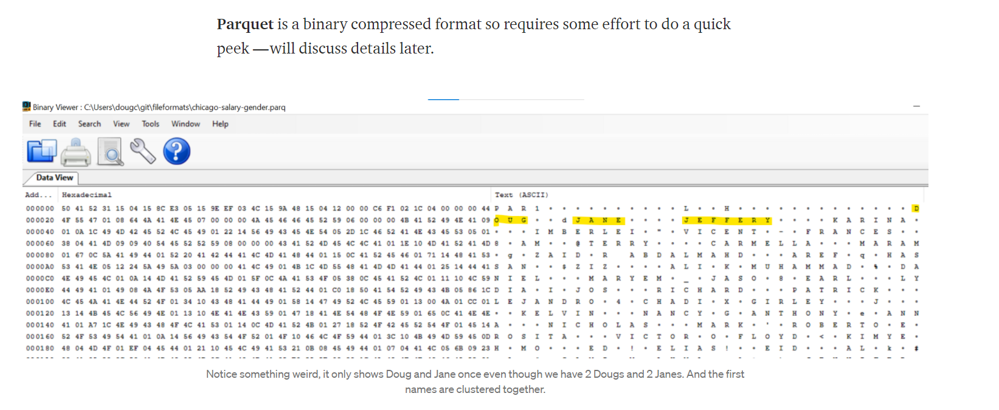 Parquet is a binary compressed format so requires some effort to do a quick
peek —will discuss details later.
Binary Viewer : C:\Users\dougc\git\fileformats\chicago-salary-gender.parq
File Edit Search View Tools Window Help
Data View
Add... Hexadecimal Text (ASCII)
000000 50 41 52 31 15 04 15 8C E3 05 15 9E EF 03 4C 15 9A 48 15 04 12 00 00 C6 F1 02 1C 04 00 00 00 44 P A R 1 . . . . . . . . . . L . . H . . . . . . . . . . . . . D
000020 4F 55 47 01 08 64 4A 41 4E 45 07 00 00 00 4A 45 46 46 45 52 59 06 00 00 00 4B 41 52 49 4E 41 09 O U G . . d J A N E . . . . J E F F E R Y . . . . K A R I N A .
000040 01 0A 1C 49 4D 42 45 52 4C 45 49 01 22 14 56 49 43 45 4E 54 05 2D 1C 46 52 41 4E 43 45 53 05 01 . . . I M B E R L E I . " . V I C E N T . - . F R A N C E S . .
000060 38 04 41 4D 09 09 40 54 45 52 52 59 08 00 00 00 43 41 52 4D 45 4C 4C 41 01 1E 10 4D 41 52 41 4D 8 . A M . . @ T E R R Y . . . . C A R M E L L A . . . M A R A M
000080 01 67 0C 5A 41 49 44 01 52 20 41 42 44 41 4C 4D 41 48 44 01 15 0C 41 52 45 46 01 71 14 48 41 53 . g . Z A I D . R A B D A L M A H D . . . A R E F . q . H A S
0000A0 53 41 4E 05 12 24 5A 49 5A 03 00 00 00 41 4C 49 01 4B 1C 4D 55 48 41 4D 4D 41 44 01 25 14 44 41 S A N . . $ Z I Z . . . . A L I . K . M U H A M M A D . % . D A
0000C0 4E 49 45 4C 01 0A 14 4D 41 52 59 45 4D 01 5F 0C 4A 41 53 4F 05 38 0C 45 41 52 4C 01 11 10 4C 59 N I E L . . . M A R Y E M . _ . J A S O . 8 . E A R L . . . L Y
0000E0 44 49 41 01 49 08 4A 4F 53 05 AA 18 52 49 43 48 41 52 44 01 C0 18 50 41 54 52 49 43 4B 05 86 1C D I A . I . J O S . . . R I C H A R D . . . P A T R I C K . . .
000100 4C 45 4A 41 4E 44 52 4F 01 34 10 43 48 41 44 49 01 58 14 47 49 52 4C 45 59 01 13 00 4A 01 CC 01 L E J A N D R O . 4 . C H A D I . X . G I R L E Y . . . J . . .
000120 13 14 4B 45 4C 56 49 4E 01 13 10 4E 41 4E 43 59 01 47 18 41 4E 54 48 4F 4E 59 01 65 0C 41 4E 4E . . K E L V I N . . . N A N C Y . G . A N T H O N Y . e . A N N
000140 41 01 A7 1C 4E 49 43 48 4F 4C 41 53 01 14 0C 4D 41 52 4B 01 27 18 52 4F 42 45 52 54 4F 01 45 14 A . . . N I C H O L A S . . . M A R K . ' . R O B E R T O . E .
000160 52 4F 53 49 54 41 01 0A 14 56 49 43 54 4F 52 01 4F 10 46 4C 4F 59 44 01 3C 10 4B 49 4D 59 45 0D R O S I T A . . . V I C T O R . O . F L O Y D . < . K I M Y E .
000180 48 04 4D 4F 01 EF 04 45 44 01 21 10 45 4C 49 41 53 21 0B 08 45 49 44 01 07 04 41 4C 05 6B 09 23 H . M O . . . E D . ! . E L I A S ! . . E I D . . . A L . k . #
Notice something weird, it only shows Doug and Jane once even though we have 2 Dougs and 2 Janes. And the first
names are clustered together.